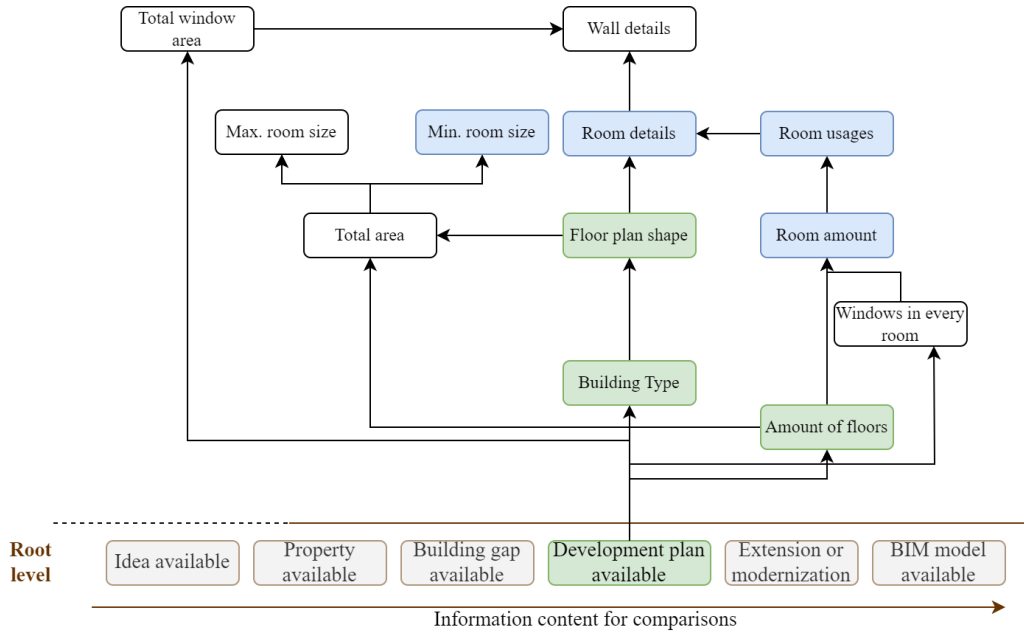 Total window
area
Wall details
Max. room size
Min. room size
Room details
Room usages
Total area
Floor plan shape
Room amount
Windows in every
room
Building Type
Amount of floors
Root
level
Idea available
Property
available
Building gap
available
Development plan
available
Extension or
modernization
BIM model
available
Information content for comparisons